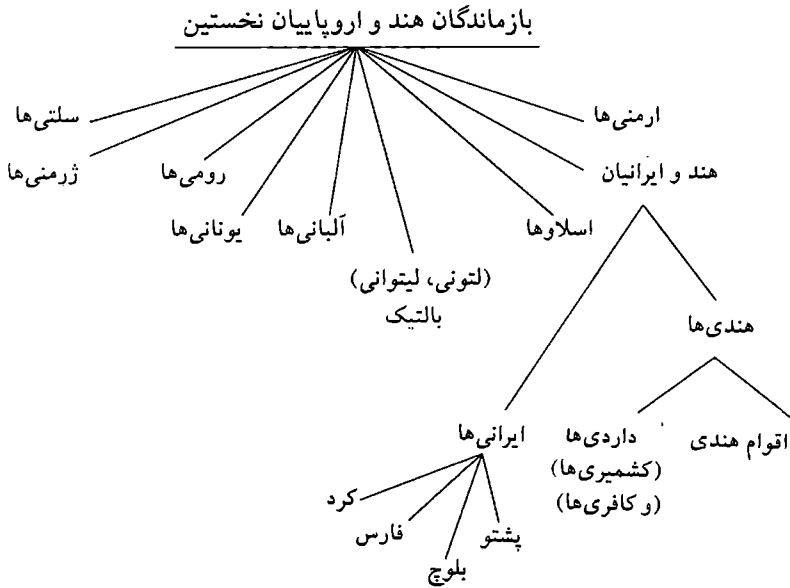 بازماندگان هند و اروپاییان نخستین
ارمنی‌ها
سلتی‌ها
هند و ایرانیان
رومی‌ها
ژرمنی‌ها
اسلاوها
آلبانی‌ها
یونانی‌ها
(لتونی، لیتوانی)
بالتیک
هندی‌ها
اقوام هندی
داردی‌ها
(کشمیری‌ها)
(و کافری‌ها)
ایرانی‌ها
کرد
فارس
پشتو
بلوچ